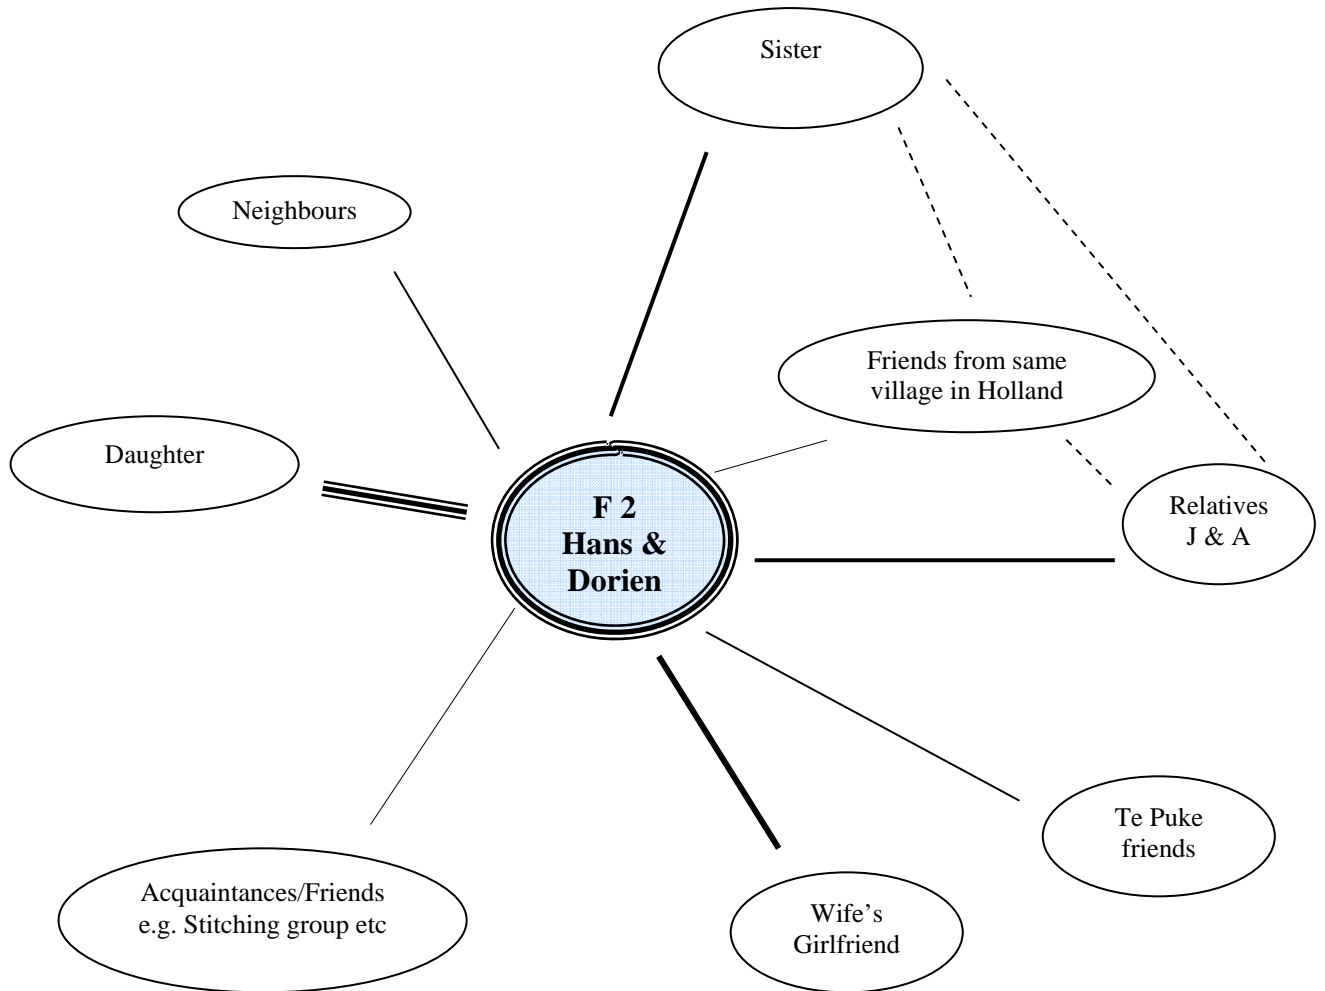 Sister
Neighbours
Friends from same
village in Holland
Daughter
Relatives
J & A
F 2
Hans &
Dorien
Te Puke
friends
Acquaintances/Friends
e.g. Stitching group etc
Wife’s
Girlfriend